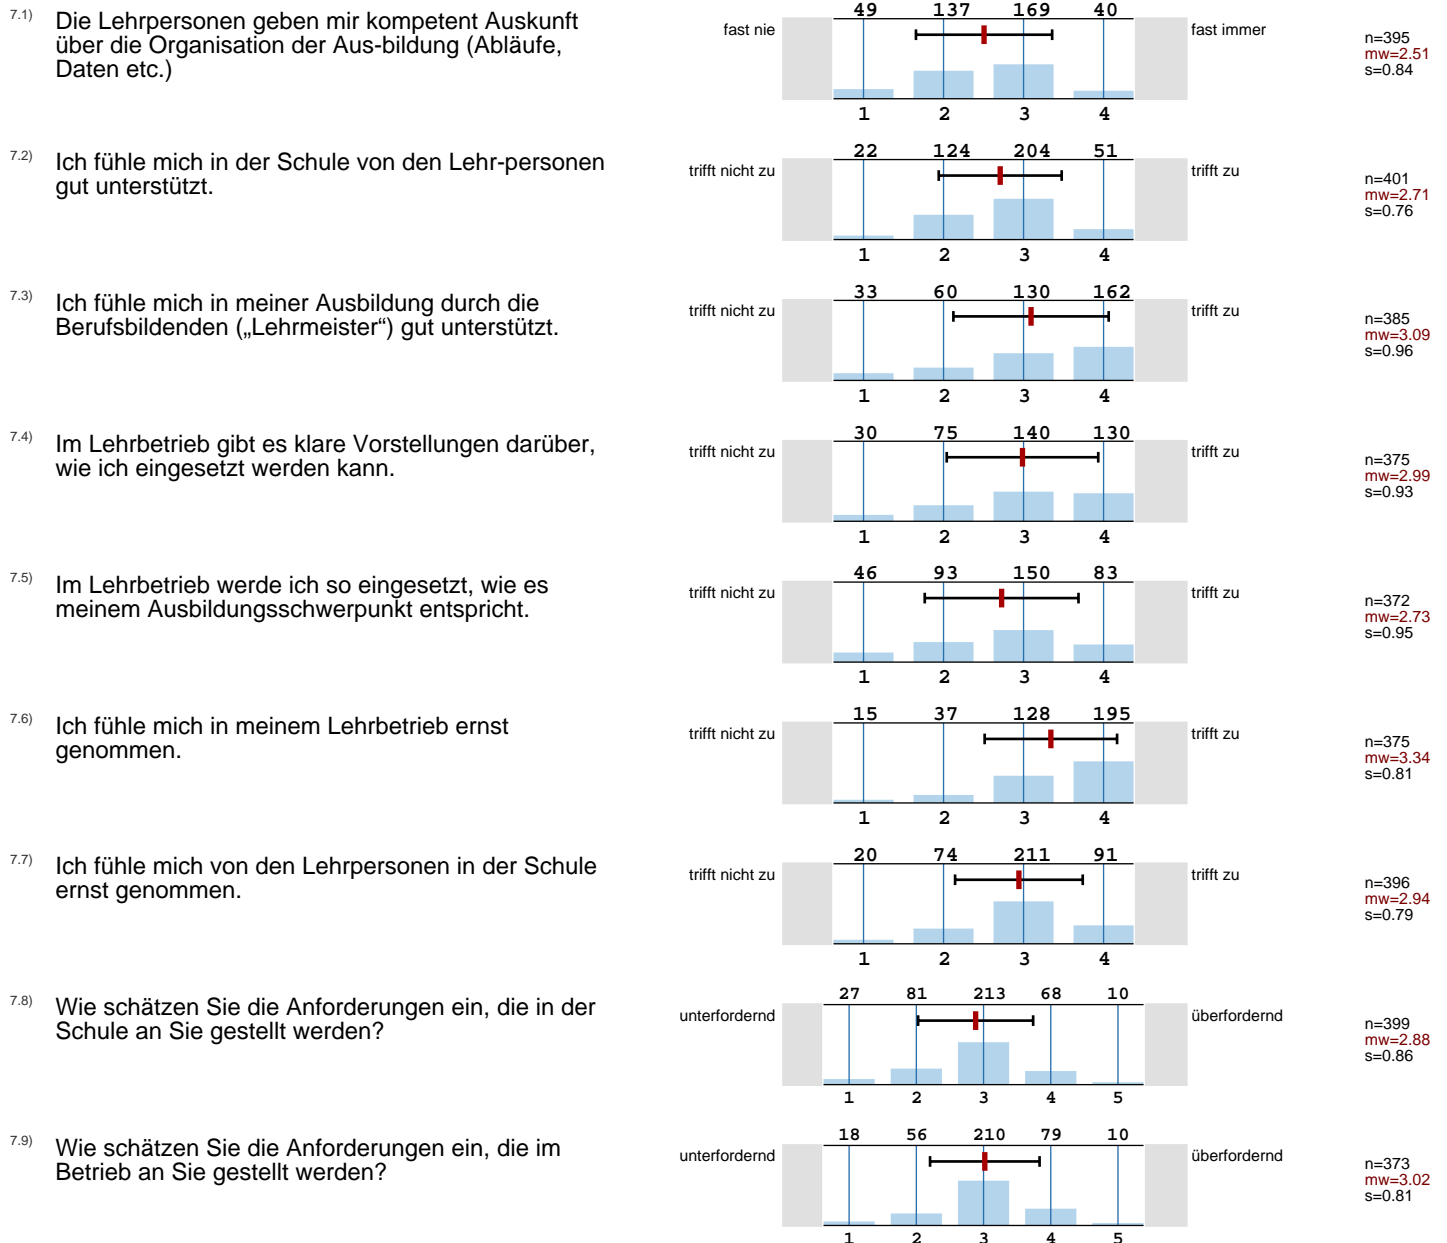 7.1) Die Lehrpersonen geben mir kompetent Auskunft
über die Organisation der Aus-bildung (Abläufe,
Daten etc.)
49 137 169 40
fast nie fast immer
n=395
mw=2.51
s=0.84
1 2 3 4
7.2) Ich fühle mich in der Schule von den Lehr-personen
gut unterstützt.
22 124 204 51
trifft nicht zu trifft zu
n=401
mw=2.71
s=0.76
1 2 3 4
7.3) Ich fühle mich in meiner Ausbildung durch die
Berufsbildenden („Lehrmeister“) gut unterstützt.
33 60 130 162
trifft nicht zu trifft zu
n=385
mw=3.09
s=0.96
1 2 3 4
7.4) Im Lehrbetrieb gibt es klare Vorstellungen darüber,
wie ich eingesetzt werden kann.
30 75 140 130
trifft nicht zu trifft zu
n=375
mw=2.99
s=0.93
1 2 3 4
7.5) Im Lehrbetrieb werde ich so eingesetzt, wie es
meinem Ausbildungsschwerpunkt entspricht.
46 93 150 83
trifft nicht zu trifft zu
n=372
mw=2.73
s=0.95
1 2 3 4
7.6) Ich fühle mich in meinem Lehrbetrieb ernst
genommen.
15 37 128 195
trifft nicht zu trifft zu
n=375
mw=3.34
s=0.81
1 2 3 4
7.7) Ich fühle mich von den Lehrpersonen in der Schule
ernst genommen.
20 74 211 91
trifft nicht zu trifft zu
n=396
mw=2.94
s=0.79
1 2 3 4
7.8) Wie schätzen Sie die Anforderungen ein, die in der
Schule an Sie gestellt werden?
27 81 213 68 10
unterfordernd überfordernd
n=399
mw=2.88
s=0.86
1 2 3 4 5
7.9) Wie schätzen Sie die Anforderungen ein, die im
Betrieb an Sie gestellt werden?
18 56 210 79 10
unterfordernd überfordernd
n=373
mw=3.02
s=0.81
1 2 3 4 5